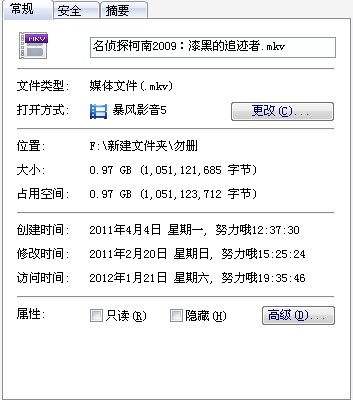 常规 安全 摘要
MKV
名侦探柯南2009：漆黑的追迹者.mkv
文件类型: 媒体文件(.mkv)
打开方式: 暴风影音5 更改(C)...
位置: F:\新建文件夹\勿删
大小: 0.97 GB (1,051,121,685 字节)
占用空间: 0.97 GB (1,051,123,712 字节)
创建时间: 2011年4月4日 星期一, 努力哦12:37:30
修改时间: 2011年2月20日 星期日, 努力哦15:25:24
访问时间: 2012年1月21日 星期六, 努力哦19:35:46
属性: 只读(R) 隐藏(H) 高级(D)...